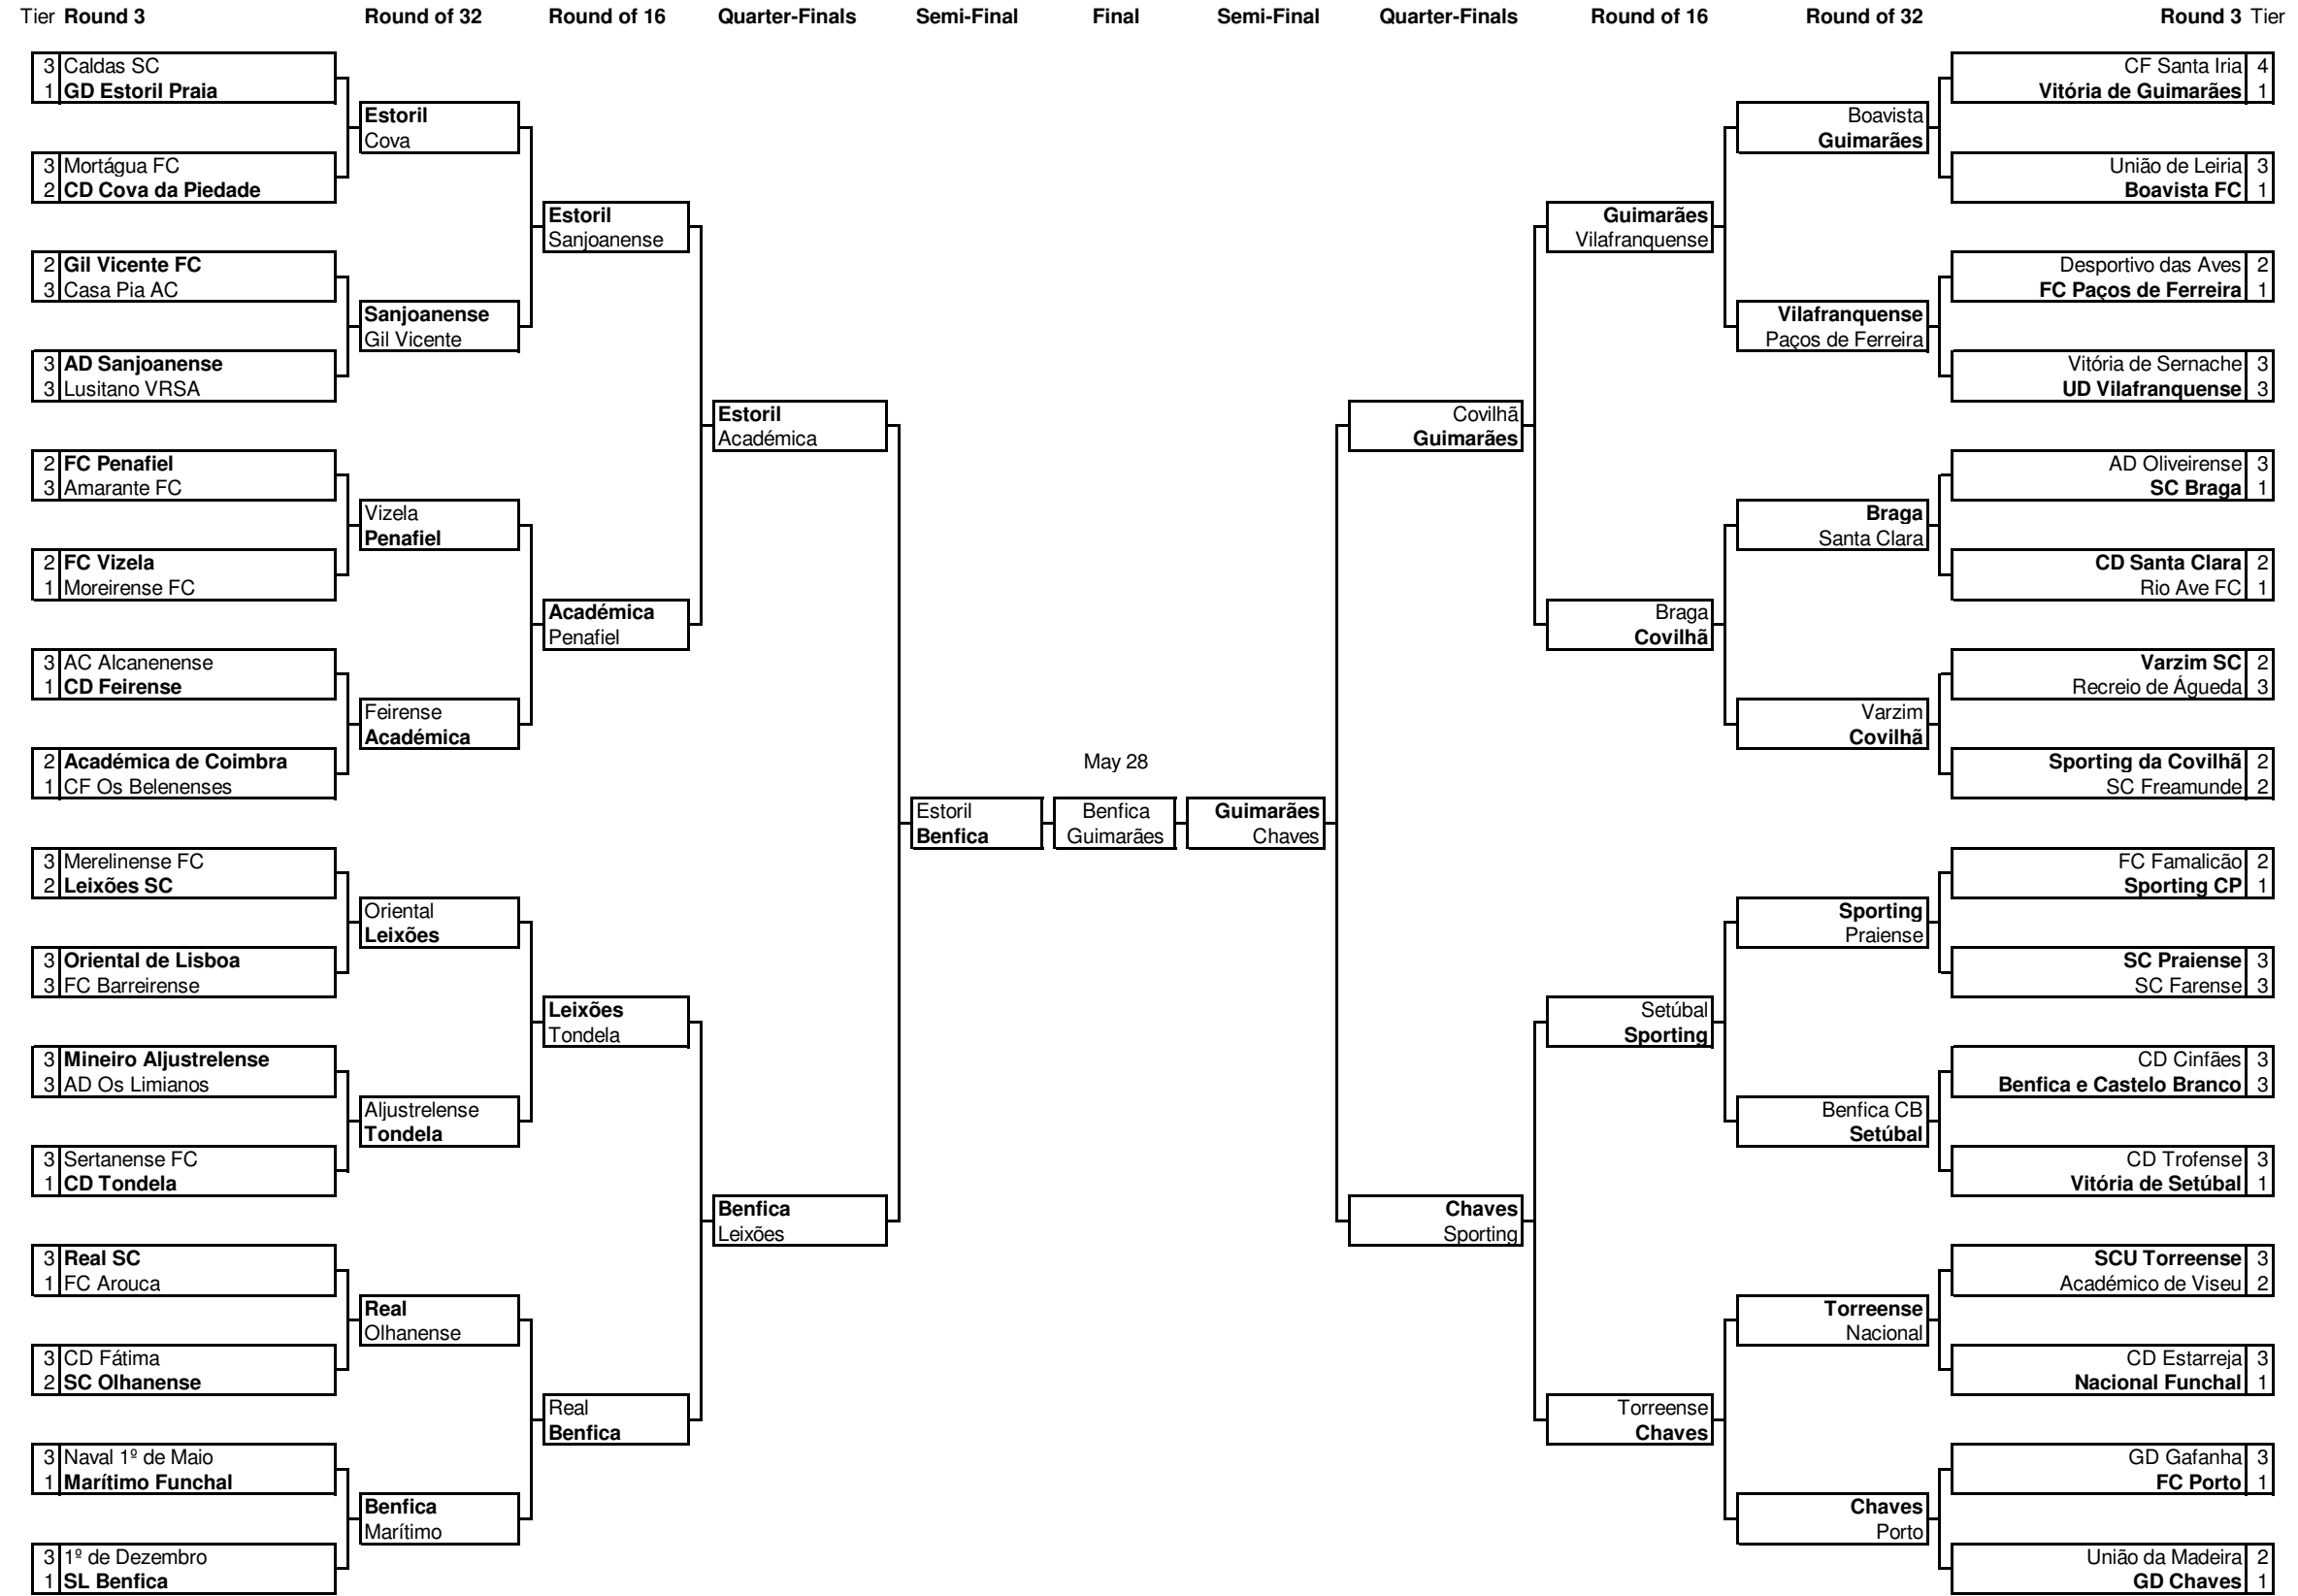 Tier Round 3 Round of 32 Round of 16 Quarter-Finals Semi-Final Final Semi-Final Quarter-Finals Round of 16 Round of 32 Round 3 Tier
3 Caldas SC
1 GD Estoril Praia
Estoril
Cova
3 Mortágua FC
2 CD Cova da Piedade
Estoril
Sanjoanense
2 Gil Vicente FC
3 Casa Pia AC
Sanjoanense
Gil Vicente
3 AD Sanjoanense
3 Lusitano VRSA
Estoril
Académica
2 FC Penafiel
3 Amarante FC
Vizela
Penafiel
2 FC Vizela
1 Moreirense FC
Académica
Penafiel
3 AC Alcanenense
1 CD Feirense
Feirense
Académica
2 Académica de Coimbra
1 CF Os Belenenses
3 Merelinense FC
2 Leixões SC
Oriental
Leixões
3 Oriental de Lisboa
3 FC Barreirense
Leixões
Tondela
3 Mineiro Aljustrelense
3 AD Os Limianos
Aljustrelense
Tondela
3 Sertanense FC
1 CD Tondela
Benfica
Leixões
3 Real SC
1 FC Arouca
Real
Olhanense
3 CD Fátima
2 SC Olhanense
Real
Benfica
3 Naval 1º de Maio
1 Marítimo Funchal
Benfica
Marítimo
3 1º de Dezembro
1 SL Benfica
Estoril
Benfica
May 28
Benfica
Guimarães
Guimarães
Chaves
CF Santa Iria 4
Vitória de Guimarães 1
Boavista
Guimarães
União de Leiria 3
Boavista FC 1
Guimarães
Vilafranquense
Desportivo das Aves 2
FC Paços de Ferreira 1
Vilafranquense
Paços de Ferreira
Vitória de Sernache 3
UD Vilafranquense 3
Covilhã
Guimarães
AD Oliveirense 3
SC Braga 1
Braga
Santa Clara
CD Santa Clara 2
Rio Ave FC 1
Braga
Covilhã
Varzim SC 2
Recreio de Águeda 3
Varzim
Covilhã
Sporting da Covilhã 2
SC Freamunde 2
FC Famalicão 2
Sporting CP 1
Sporting
Praiense
SC Praiense 3
SC Farense 3
Setúbal
Sporting
CD Cinfães 3
Benfica e Castelo Branco 3
Benfica CB
Setúbal
CD Trofense 3
Vitória de Setúbal 1
Chaves
Sporting
SCU Torreense 3
Académico de Viseu 2
Torreense
Nacional
CD Estarreja 3
Nacional Funchal 1
Torreense
Chaves
GD Gafanha 3
FC Porto 1
Chaves
Porto
União da Madeira 2
GD Chaves 1